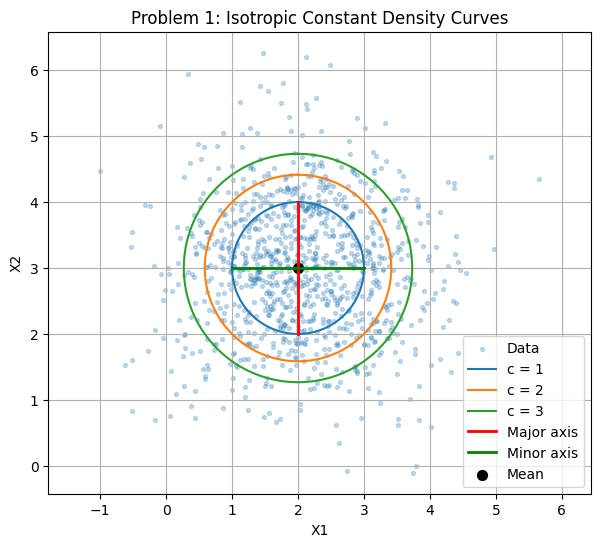 Problem 1: Isotropic Constant Density Curves
X2
6
5
4
3
2
1
0
−1
0
1
2
3
4
5
6
X1
Data
c = 1
c = 2
c = 3
Major axis
Minor axis
Mean